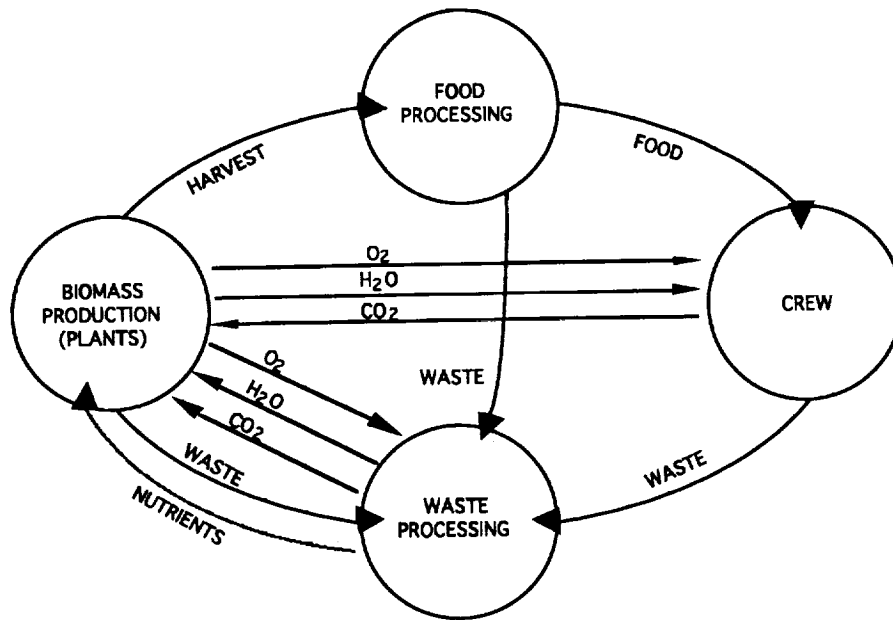 FOOD
PROCESSING
HARVEST
FOOD
O2
H2O
CO2
BIOMASS
PRODUCTION
(PLANTS)
CREW
O2
H2O
CO2
WASTE
WASTE
NUTRIENTS
WASTE
PROCESSING
WASTE